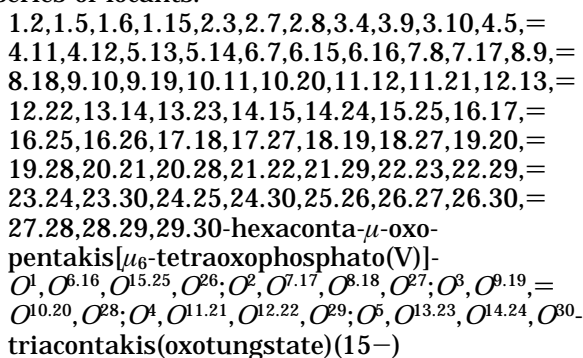 1.2,1.5,1.6,1.15,2.3,2.7,2.8,3.4,3.9,3.10,4.5,=
4.11,4.12,5.13,5.14,6.7,6.15,6.16,7.8,7.17,8.9,=
8.18,9.10,9.19,10.11,10.20,11.12,11.21,12.13,=
12.22,13.14,13.23,14.15,14.24,15.25,16.17,=
16.25,16.26,17.18,17.27,18.19,18.27,19.20,=
19.28,20.21,20.28,21.22,21.29,22.23,22.29,=
23.24,23.30,24.25,24.30,25.26,26.27,26.30,=
27.28,28.29,29.30-hexaconta-μ-oxo-
pentakis[μ₆-tetraoxophosphato(V)]-
O¹,O⁶·¹⁶,O¹⁵·²⁵,O²⁶;O²,O⁷·¹⁷,O⁸·¹⁸,O²⁷;O³,O⁹·¹⁹,=
O¹⁰·²⁰,O²⁸;O⁴,O¹¹·²¹,O¹²·²²,O²⁹;O⁵,O¹³·²³,O¹⁴·²⁴,O³⁰-
triacontakis(oxotungstate)(15−)